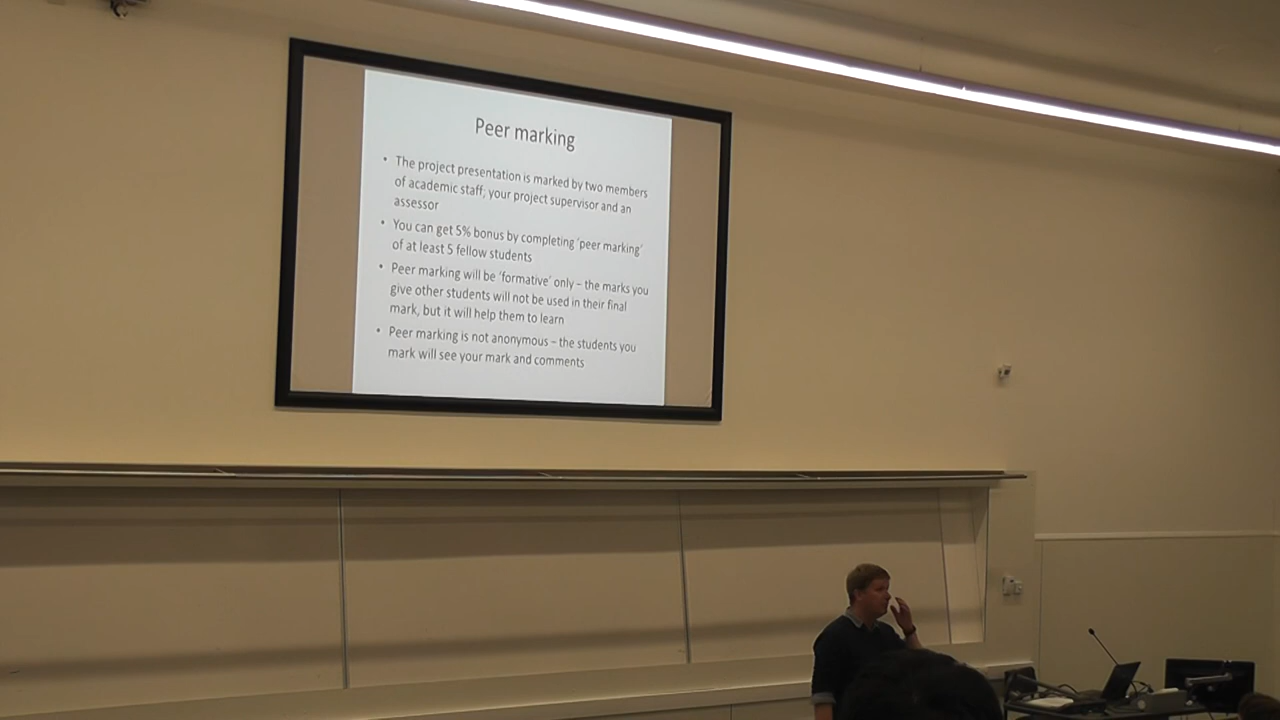 Peer marking
• The project presentation is marked by two members
of academic staff; your project supervisor and an
assessor
• You can get 5% bonus by completing 'peer marking'
of at least 5 fellow students
• Peer marking will be 'formative' only – the marks you
give other students will not be used in their final
mark, but it will help them to learn
• Peer marking is not anonymous – the students you
mark will see your mark and comments